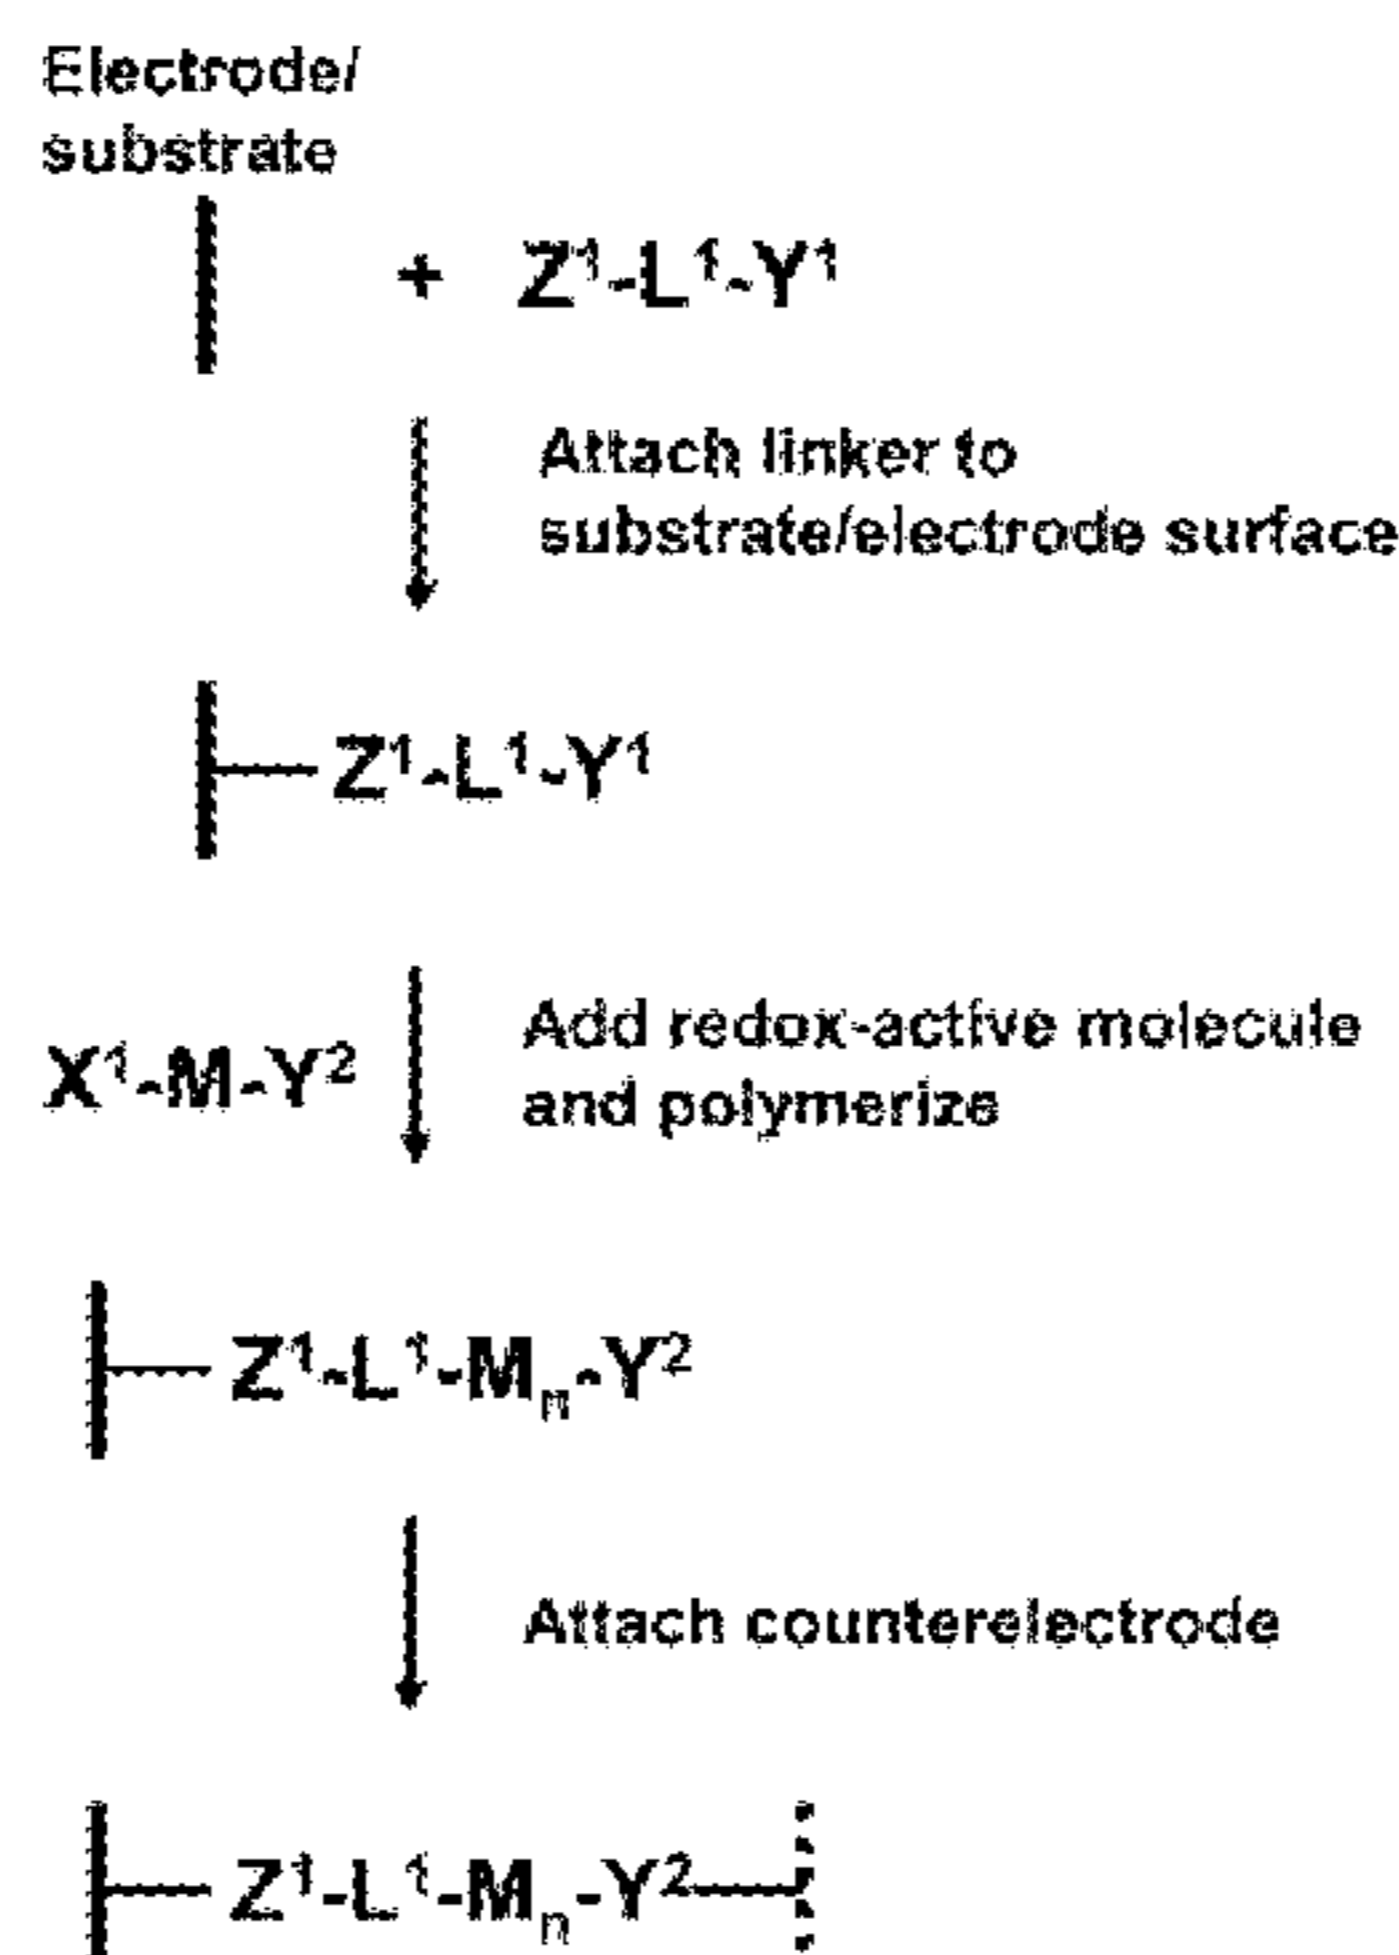 Electrode/
substrate
+ Z¹-L¹-Y¹
Attach linker to
substrate/electrode surface
Z¹-L¹-Y¹
X¹-M-Y²
Add redox-active molecule
and polymerize
Z¹-L¹-Mₙ-Y²
Attach counterelectrode
Z¹-L¹-Mₙ-Y²